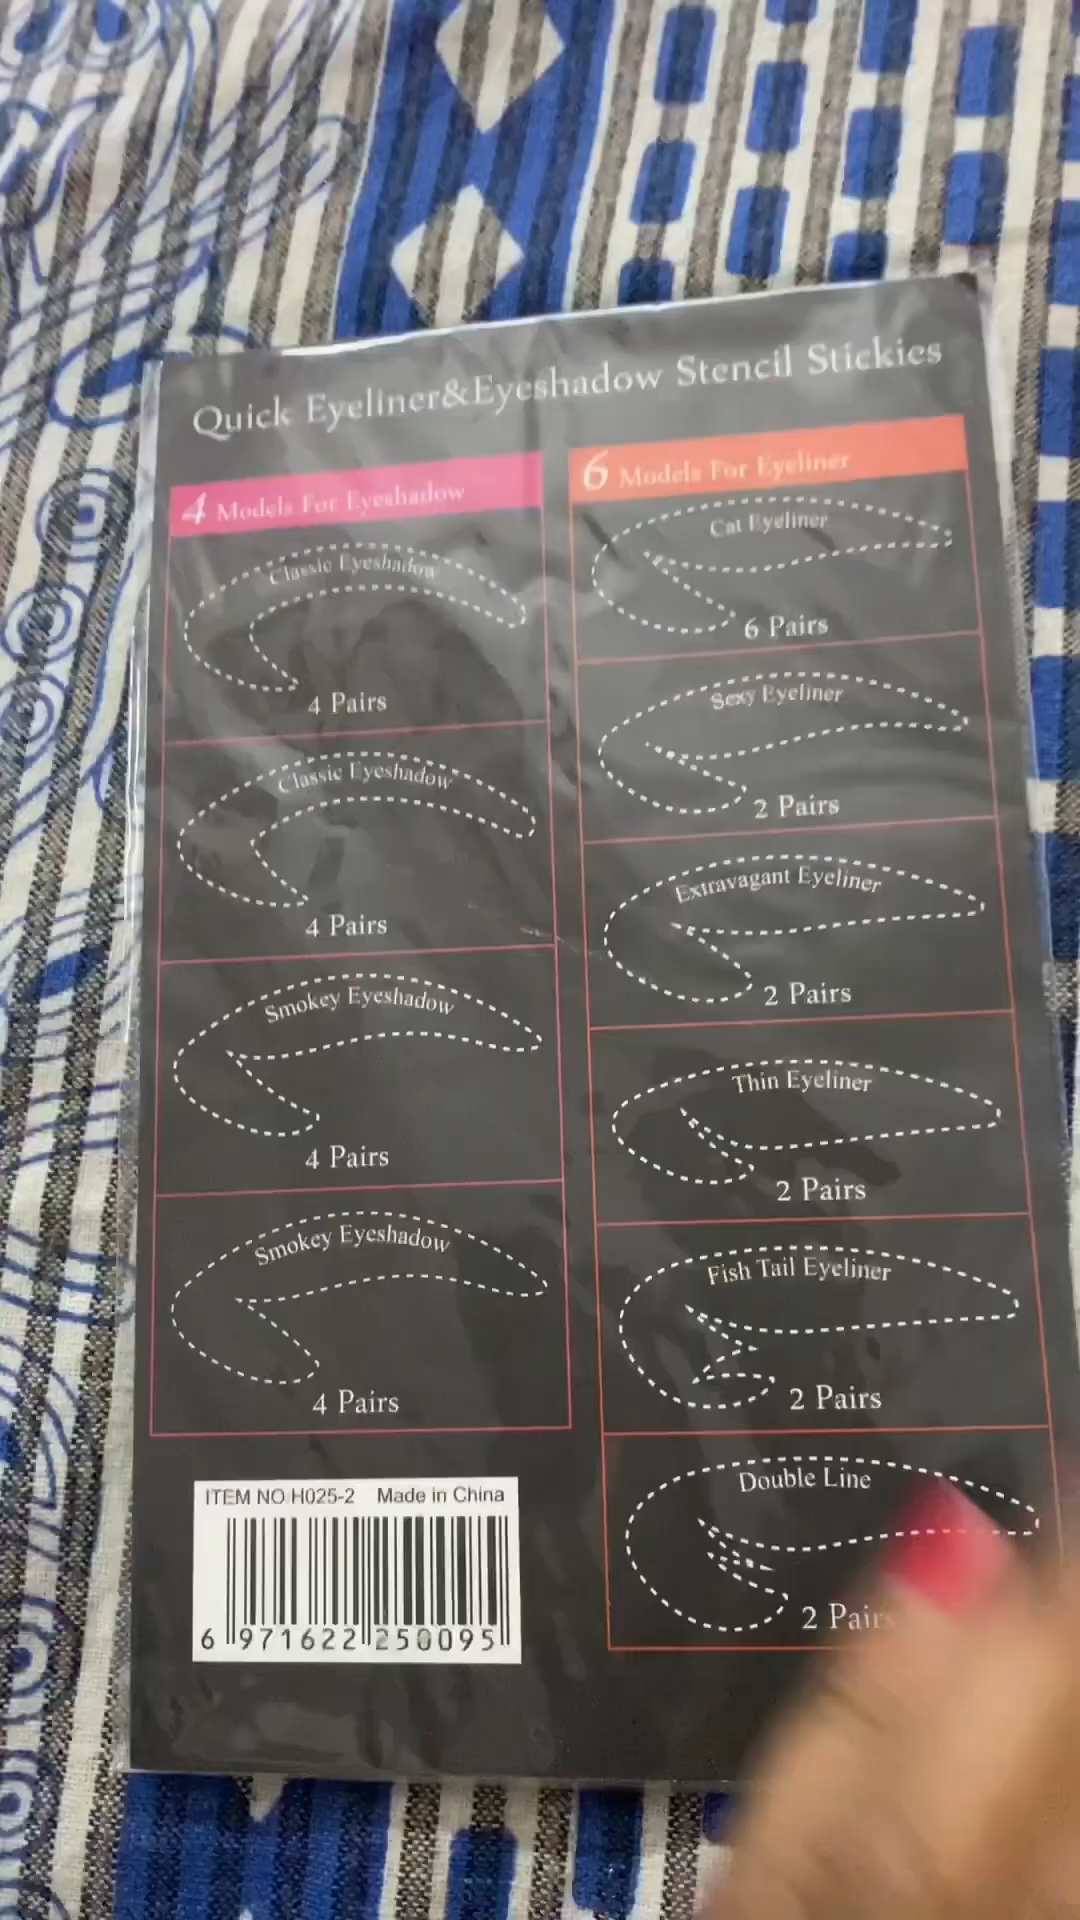 Quick Eyeliner&Eyeshadow Stencil Stickies
4 Models For Eyeshadow
Classic Eyeshadow
4 Pairs
Classic Eyeshadow
4 Pairs
Smokey Eyeshadow
4 Pairs
Smokey Eyeshadow
4 Pairs
6 Models For Eyeliner
Cat Eyeliner
6 Pairs
Sexy Eyeliner
2 Pairs
Extravagant Eyeliner
2 Pairs
Thin Eyeliner
2 Pairs
Fish Tail Eyeliner
2 Pairs
Double Line
2 Pairs
ITEM NO:H025-2 Made in China
6 971622 250095